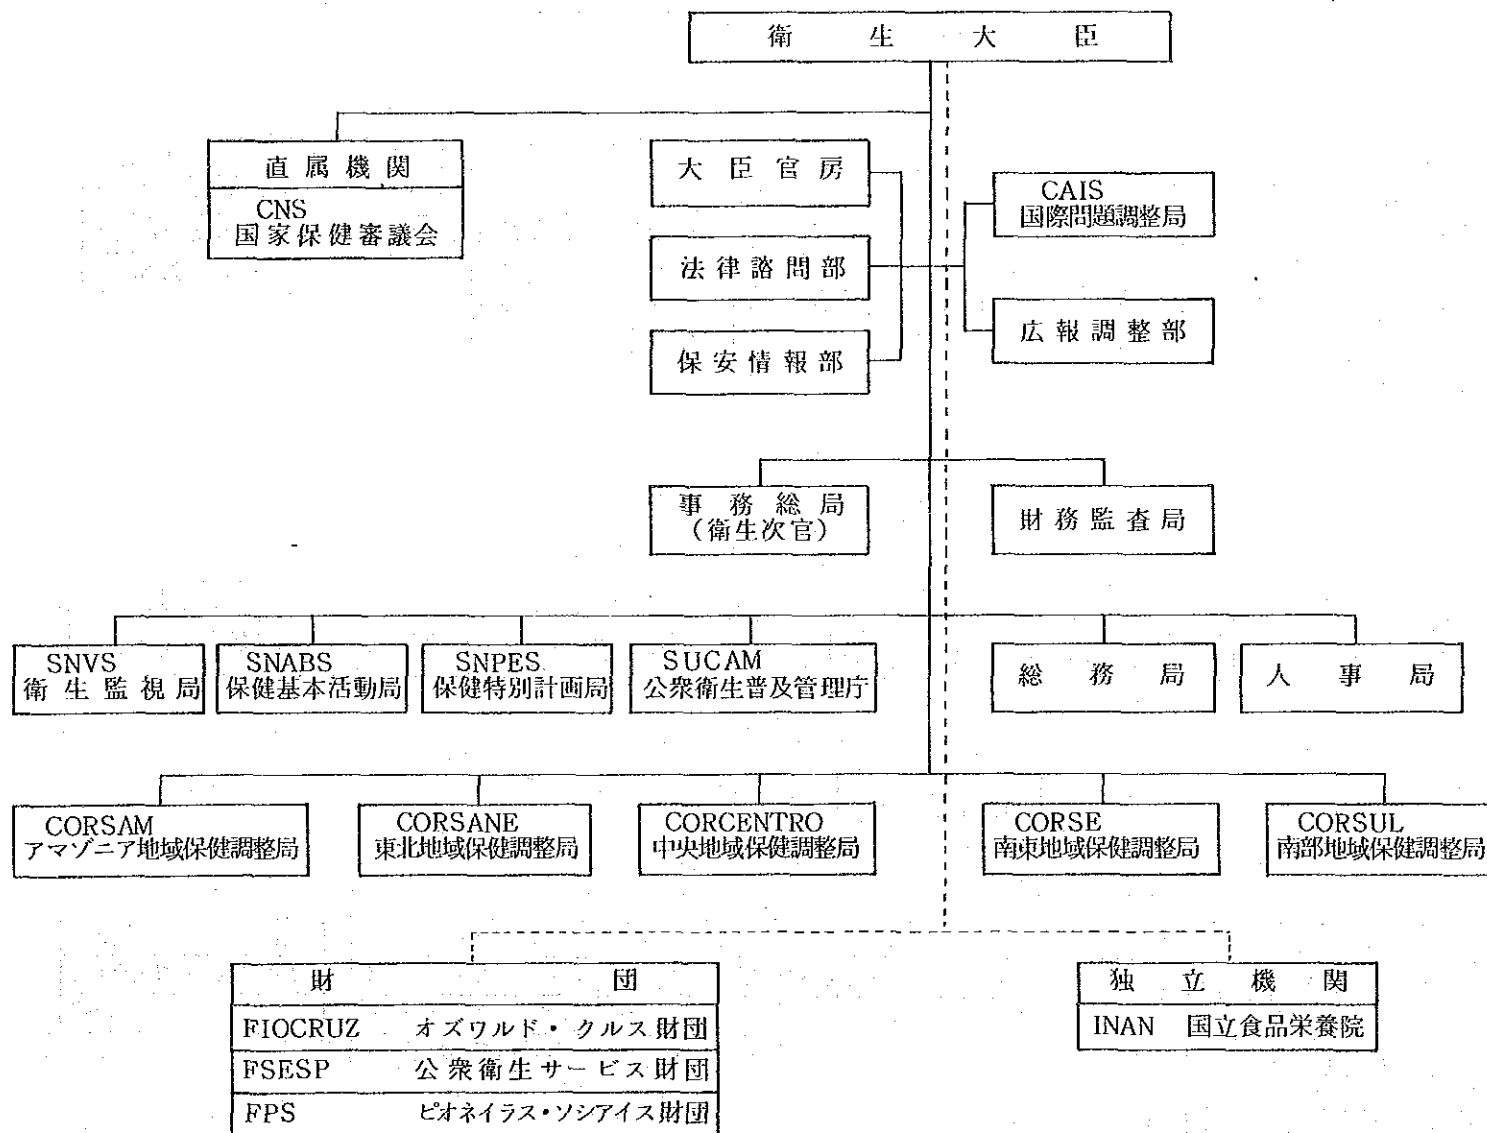 衛生大臣
直属機関
CNS
国家保健審議会
大臣官房
CAIS
国際問題調整局
法律諮問部
広報調整部
保安情報部
事務総局
(衛生次官)
財務監査局
SNVS
衛生監視局
SNABS
保健基本活動局
SNPES
保健特別計画局
SUCAM
公衆衛生普及管理庁
総務局
人事局
CORSAM
アマゾニア地域保健調整局
CORSANE
東北地域保健調整局
CORCENTRO
中央地域保健調整局
CORSE
南東地域保健調整局
CORSUL
南部地域保健調整局
財団
FIOCRUZ オズワルド・クルス財団
FSESP 公衆衛生サービス財団
FPS ピオネイラス・ソシアイス財団
独立機関
INAN 国立食品栄養院